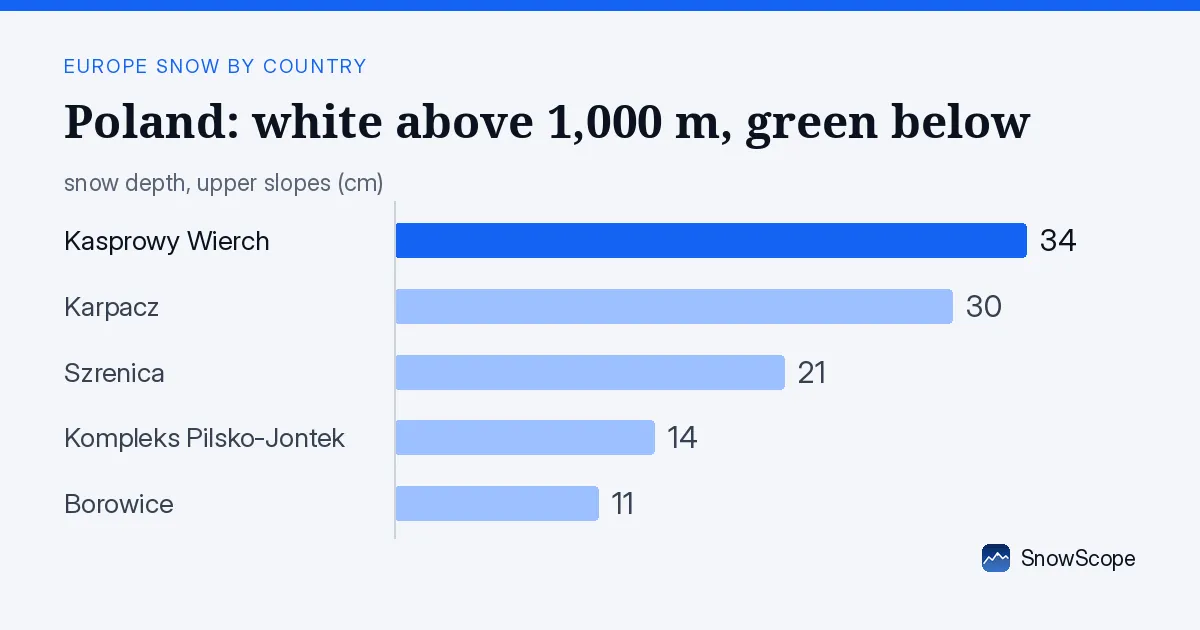 EUROPE SNOW BY COUNTRY
Poland: white above 1,000 m, green below
snow depth, upper slopes (cm)
Kasprowy Wierch 34
Karpacz 30
Szrenica 21
Kompleks Pilsko-Jontek 14
Borowice 11
SnowScope